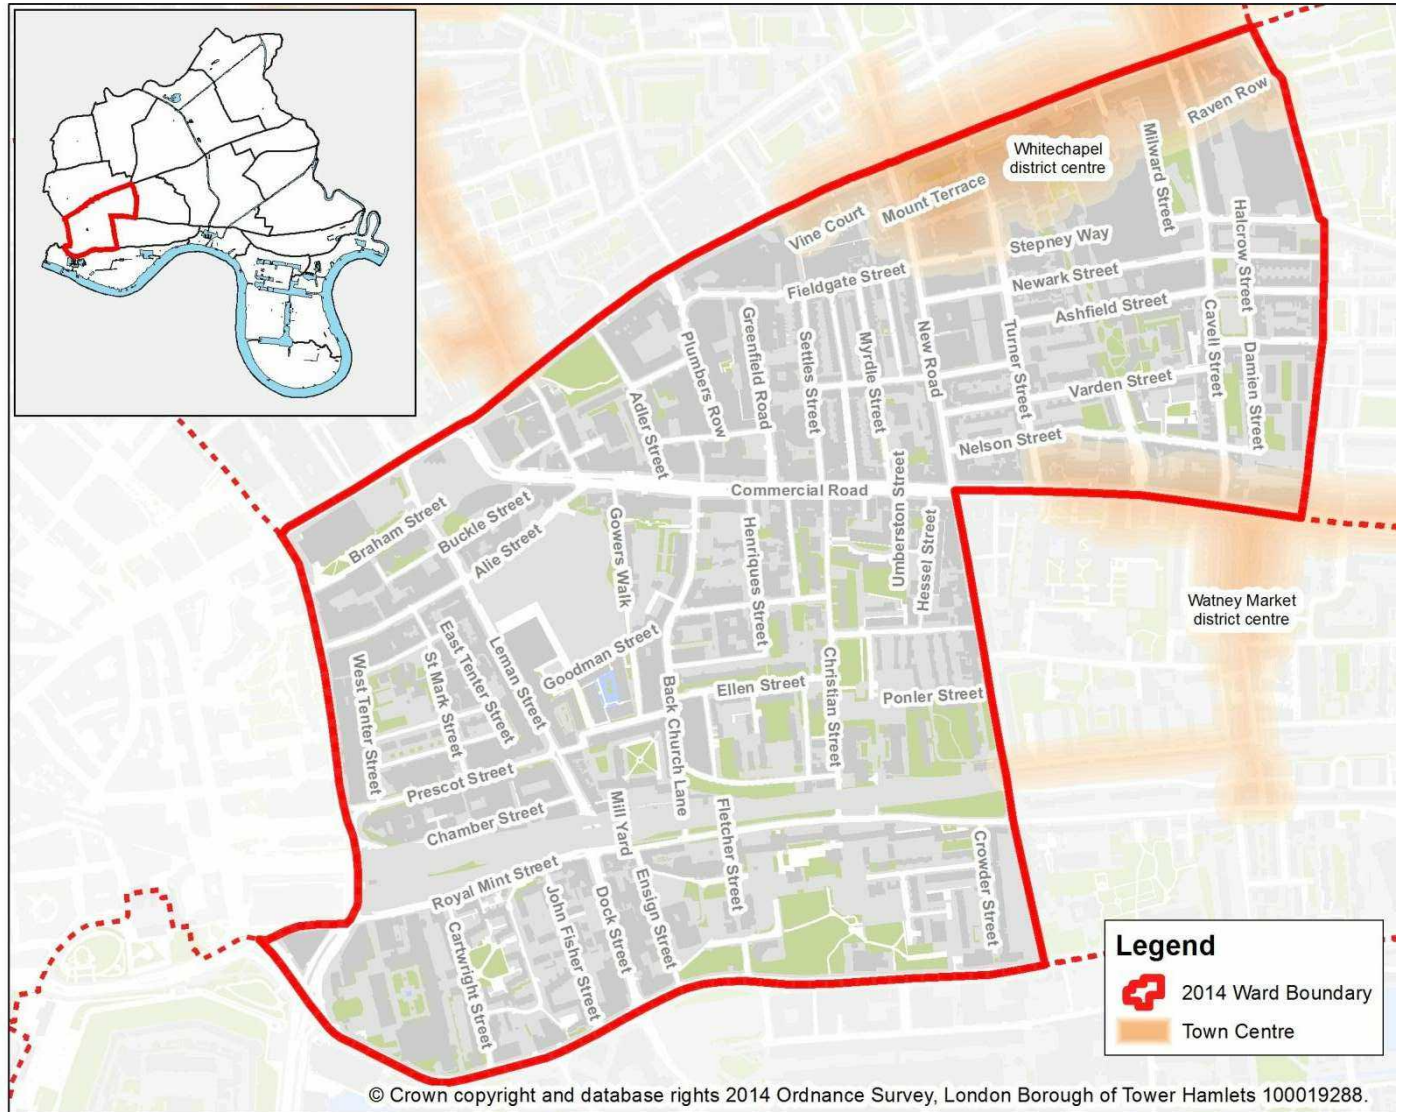 Raven Row
Whitechapel
district centre
Milward Street
Mount Terrace
Vine Court
Halcrow Street
Stepney Way
Fieldgate Street
Newark Street
Ashfield Street
Plumbers Row
Greenfield Road
Settles Street
Myrdle Street
New Road
Turner Street
Cavell Street
Damien Street
Varden Street
Adler Street
Nelson Street
Commercial Road
Umberston Street
Hessel Street
Braham Street
Buckle Street
Alie Street
Gowers Walk
Henriques Street
Watney Market
district centre
East Tenter Street
St Mark Street
West Tenter Street
Leman Street
Goodman Street
Back Church Lane
Ellen Street
Christian Street
Ponler Street
Prescot Street
Chamber Street
Mill Yard
Fletcher Street
Crowder Street
Royal Mint Street
Cartwright Street
John Fisher Street
Dock Street
Ensign Street
Legend
2014 Ward Boundary
Town Centre
© Crown copyright and database rights 2014 Ordnance Survey, London Borough of Tower Hamlets 100019288.